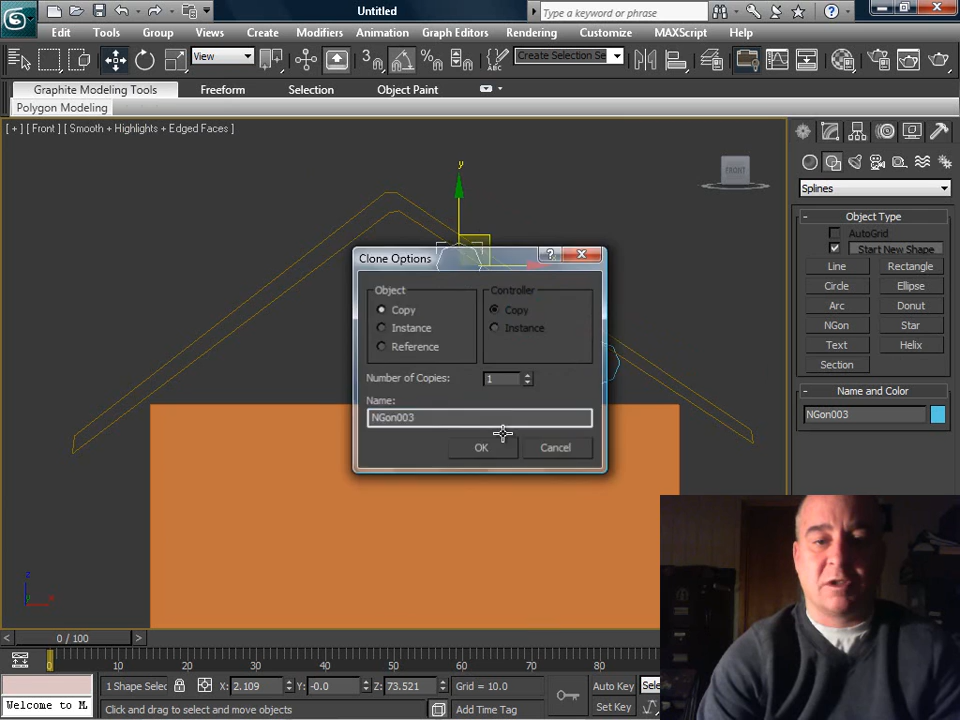 Untitled
Type a keyword or phrase
Edit Tools Group Views Create Modifiers Animation Graph Editors Rendering Customize MAXScript Help
View
3
Create Selection Se
ABC
Graphite Modeling Tools Freeform Selection Object Paint
Polygon Modeling
[ + ] [ Front ] [ Smooth + Highlights + Edged Faces ]
y
FRONT
Splines
Object Type
AutoGrid
Start New Shape
Line Rectangle
Circle Ellipse
Arc Donut
NGon Star
Text Helix
Section
Name and Color
NGon003
Clone Options
Object
Copy
Instance
Reference
Controller
Copy
Instance
Number of Copies: 1
Name:
NGon003
OK Cancel
z
x
0 / 100
0 10 20 30 40 50 60 70 80
1 Shape Selec X: 2.109 Y: -0.0 Z: 73.521 Grid = 10.0 Auto Key Selec
Welcome to M. Click and drag to select and move objects Add Time Tag Set Key